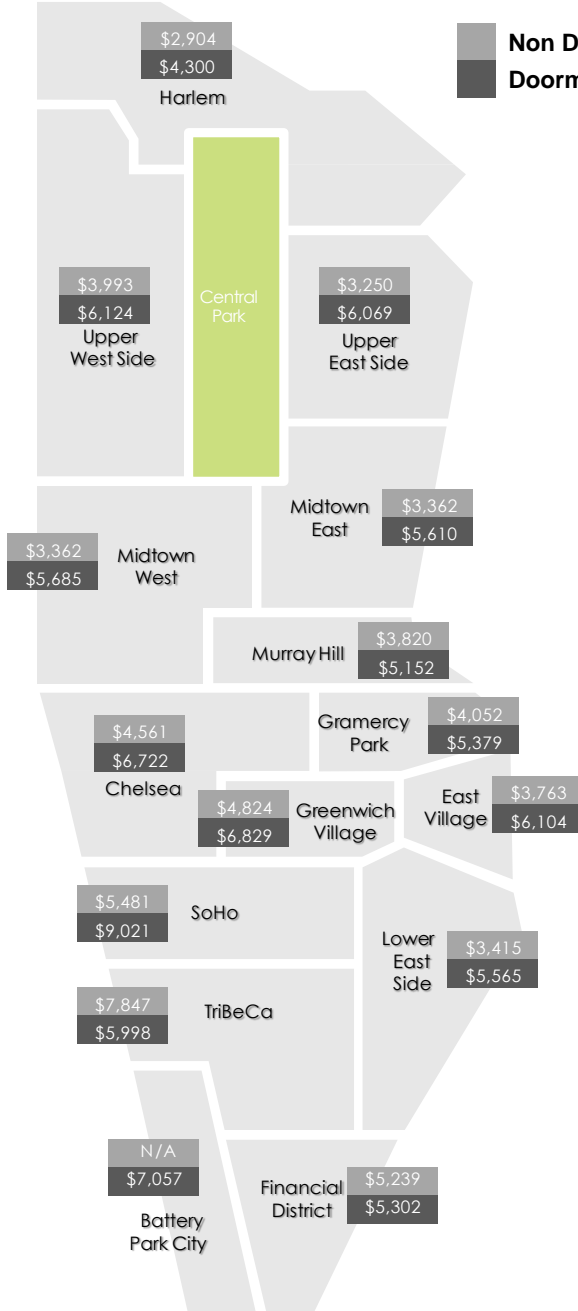 $2,904
$4,300
Harlem
Non D
Doorm
$3,993
$6,124
Upper
West Side
Central
Park
$3,250
$6,069
Upper
East Side
Midtown
East
$3,362
$5,610
$3,362
$5,685
Midtown
West
Murray Hill
$3,820
$5,152
$4,561
$6,722
Chelsea
Gramercy
Park
$4,052
$5,379
$4,824
$6,829
Greenwich
Village
East
Village
$3,763
$6,104
$5,481
$9,021
SoHo
Lower
East
Side
$3,415
$5,565
$7,847
$5,998
TriBeCa
N/A
$7,057
Battery
Park City
Financial
District
$5,239
$5,302